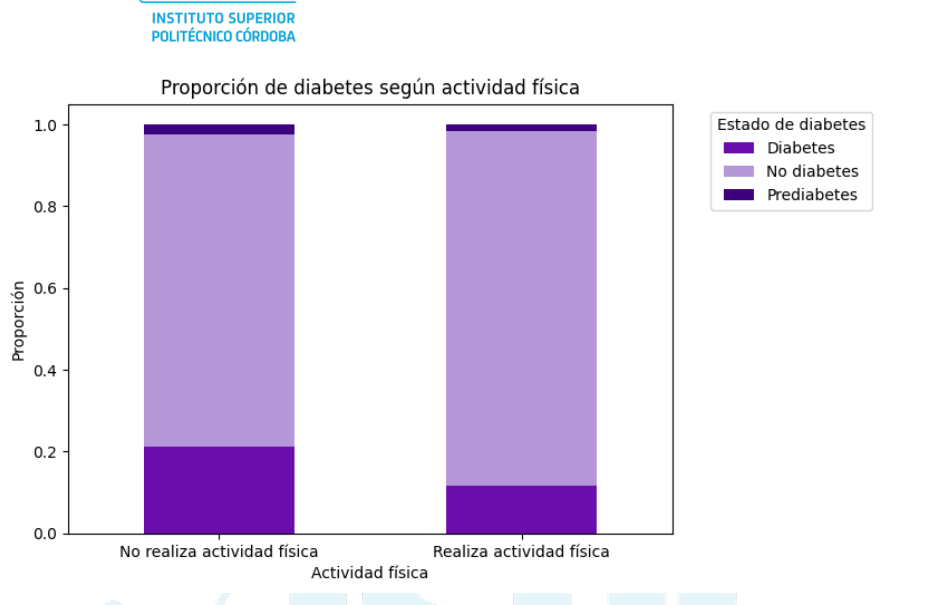 INSTITUTO SUPERIOR
POLITÉCNICO CÓRDOBA
Proporción de diabetes según actividad física
Estado de diabetes
Diabetes
No diabetes
Prediabetes
Proporción
1.0
0.8
0.6
0.4
0.2
0.0
No realiza actividad física
Realiza actividad física
Actividad física